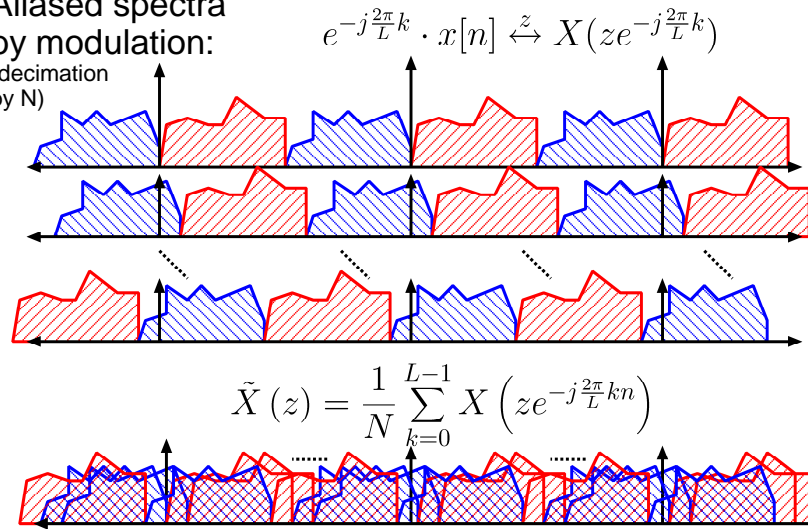 Aliased spectra
by modulation:
decimation
by N)
$e^{-j\frac{2\pi}{L}k} \cdot x[n] \overset{z}{\leftrightarrow} X(ze^{-j\frac{2\pi}{L}k})$
$\tilde{X}(z) = \frac{1}{N} \sum_{k=0}^{L-1} X\left(ze^{-j\frac{2\pi}{L}kn}\right)$